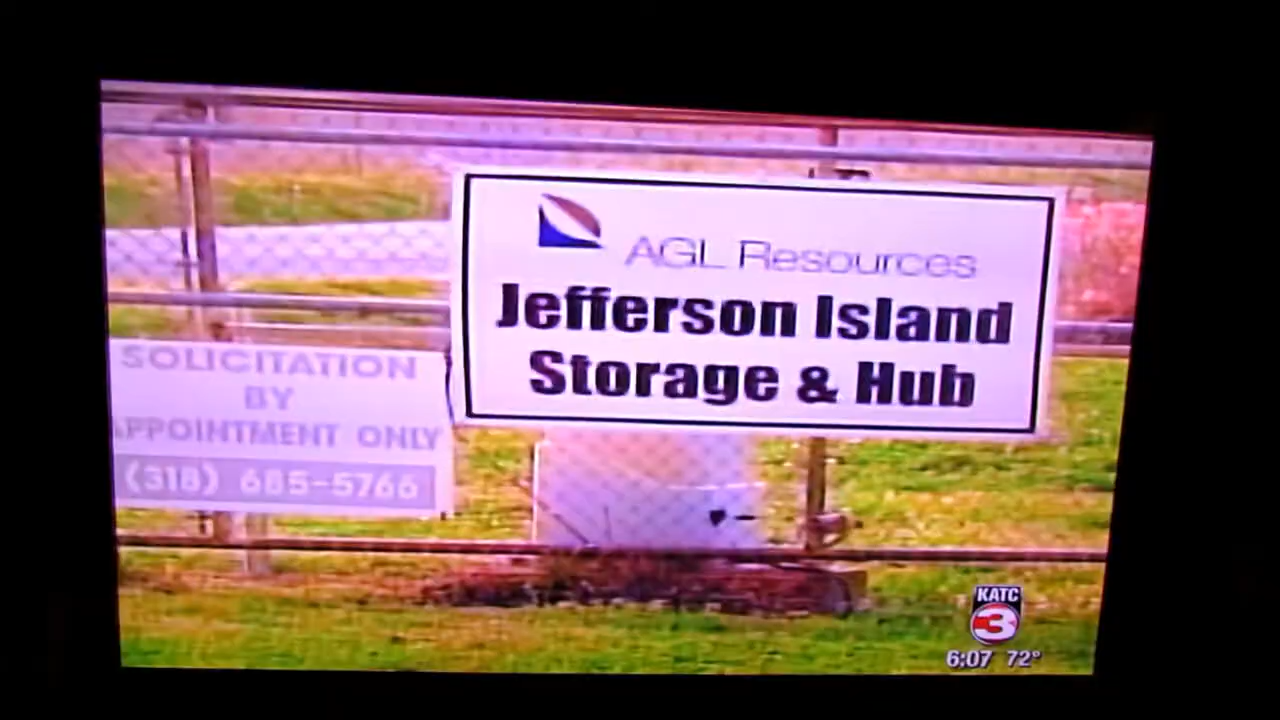 AGL Resources
Jefferson Island
Storage & Hub
SOLICITATION
BY
APPOINTMENT ONLY
(318) 685-5766
KATC
3
6:07 72°